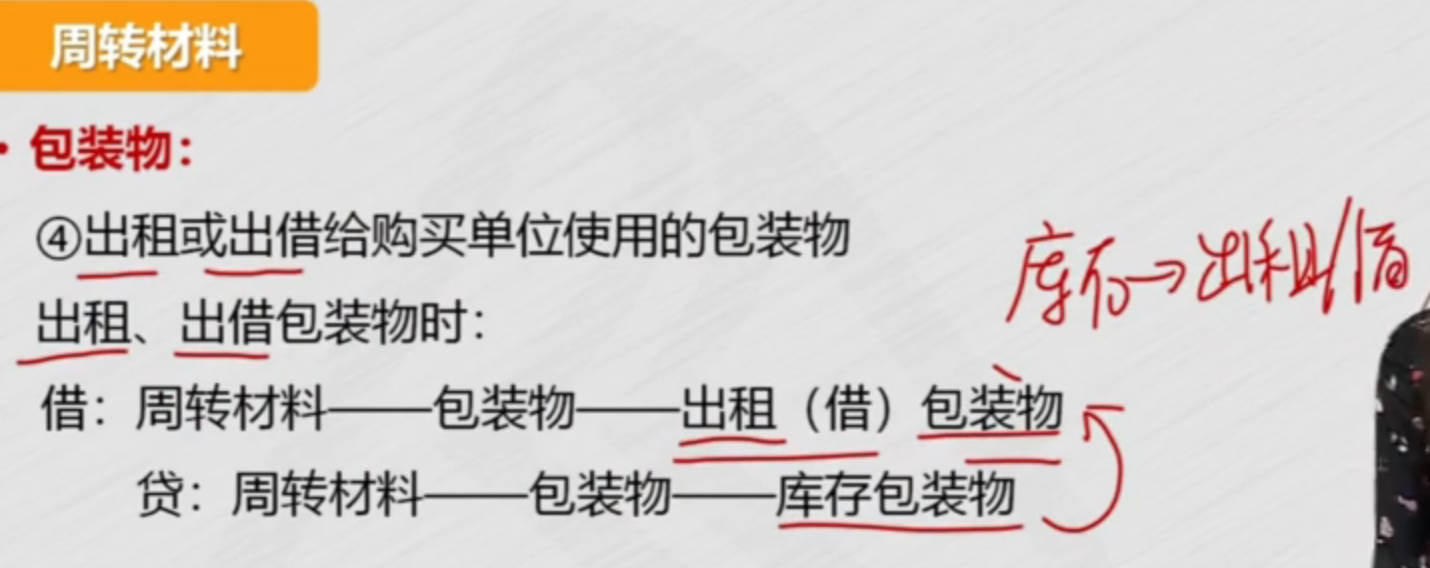 周转材料
• 包装物：
④出租或出借给购买单位使用的包装物
库存→出租/借
出租、出借包装物时：
借：周转材料——包装物——出租（借）包装物
贷：周转材料——包装物——库存包装物